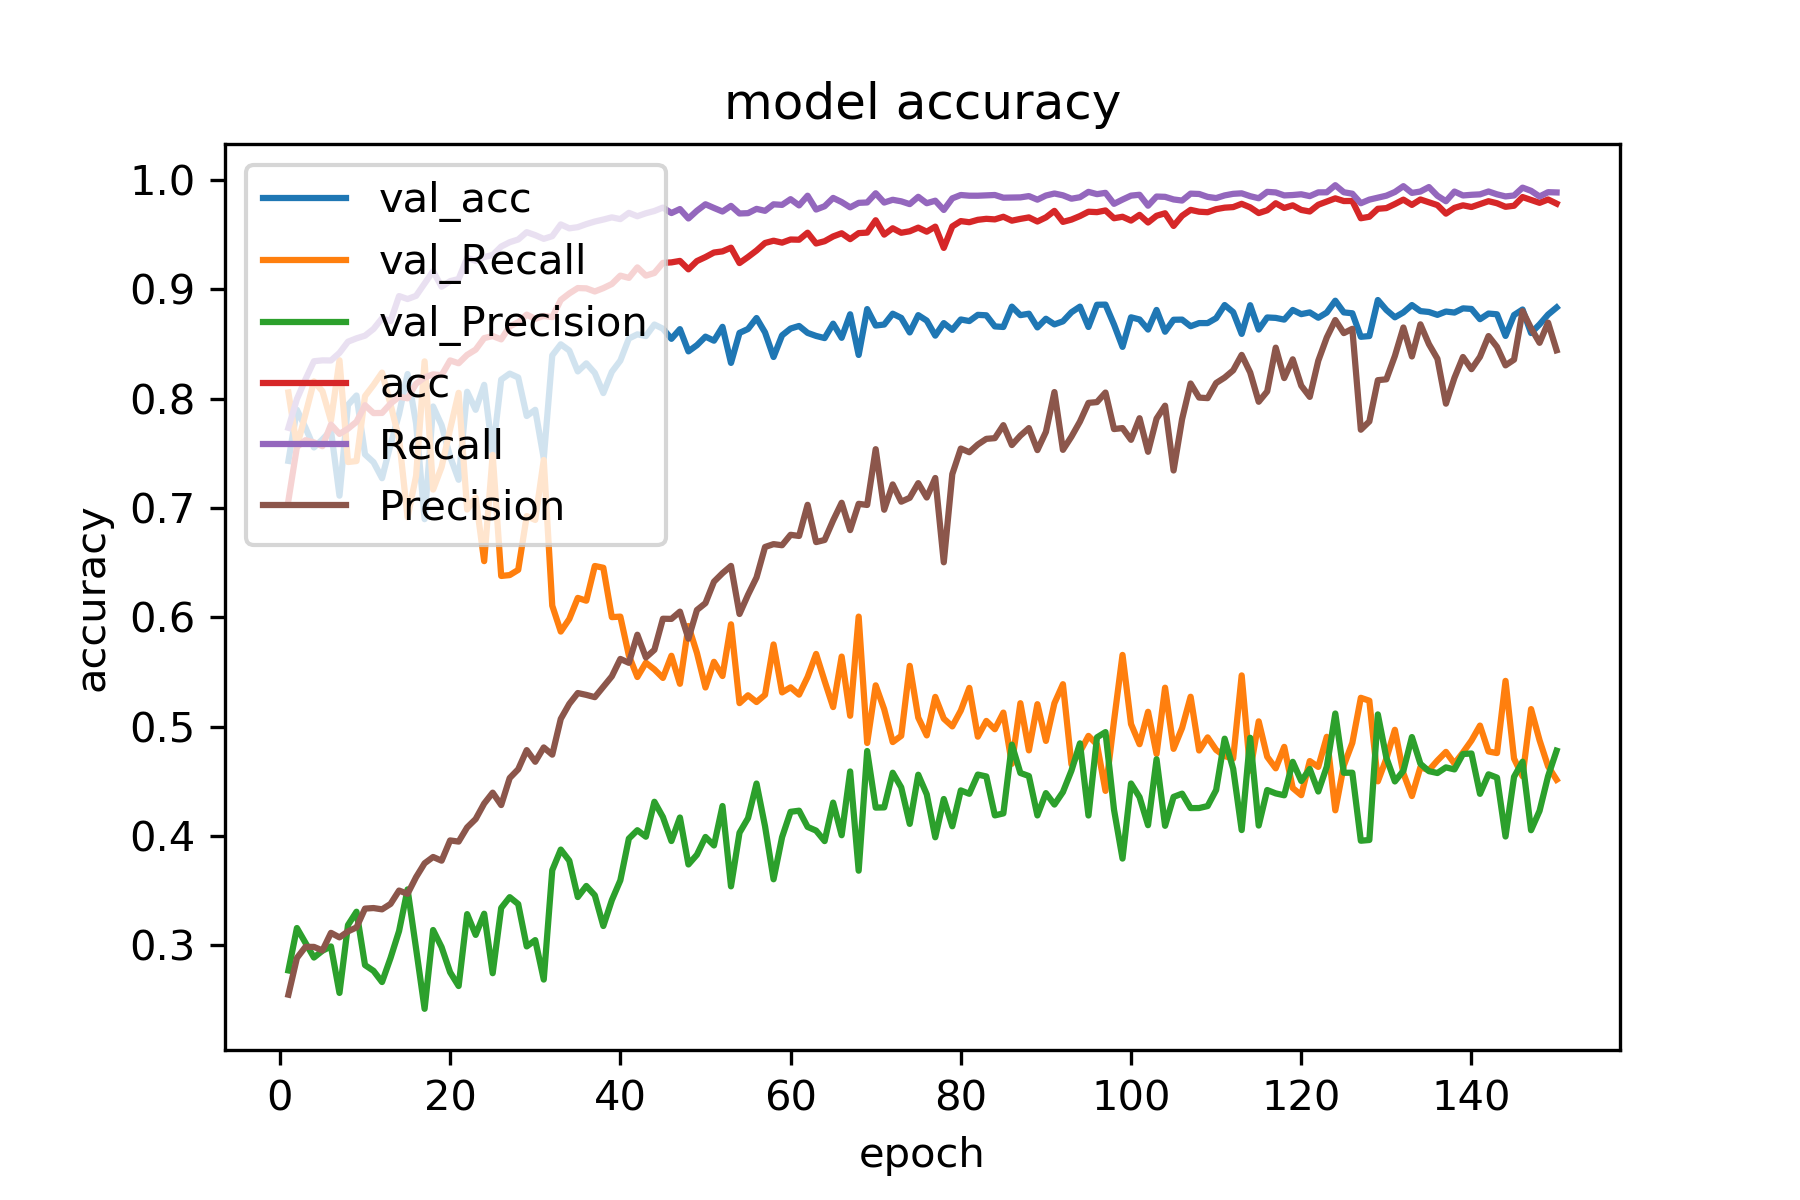 model accuracy
accuracy
1.0
0.9
0.8
0.7
0.6
0.5
0.4
0.3
val_acc
val_Recall
val_Precision
acc
Recall
Precision
0 20 40 60 80 100 120 140
epoch